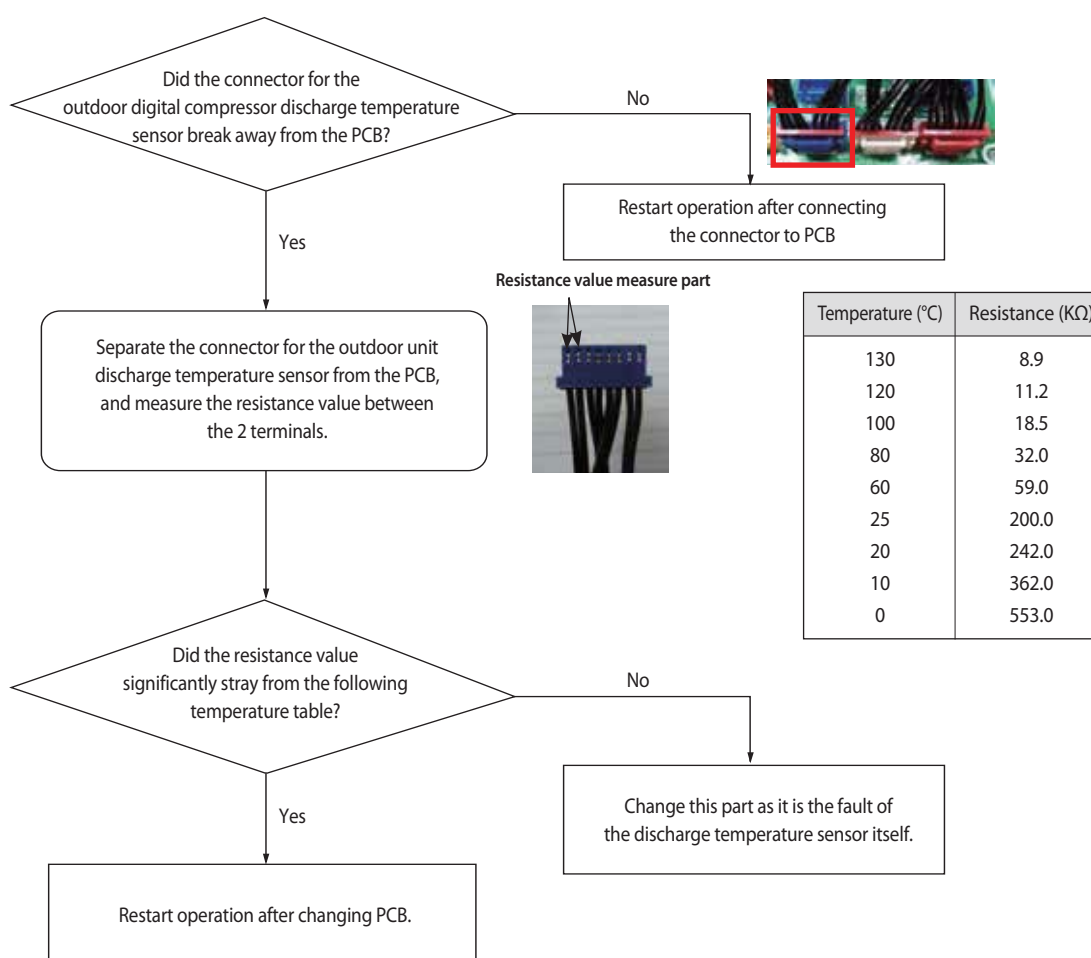 Did the connector for the
outdoor digital compressor discharge temperature
sensor break away from the PCB?
No
Restart operation after connecting
the connector to PCB
Yes
Resistance value measure part
Separate the connector for the outdoor unit
discharge temperature sensor from the PCB,
and measure the resistance value between
the 2 terminals.
Temperature (°C) Resistance (KΩ)
130 8.9
120 11.2
100 18.5
80 32.0
60 59.0
25 200.0
20 242.0
10 362.0
0 553.0
Did the resistance value
significantly stray from the following
temperature table?
No
Change this part as it is the fault of
the discharge temperature sensor itself.
Yes
Restart operation after changing PCB.